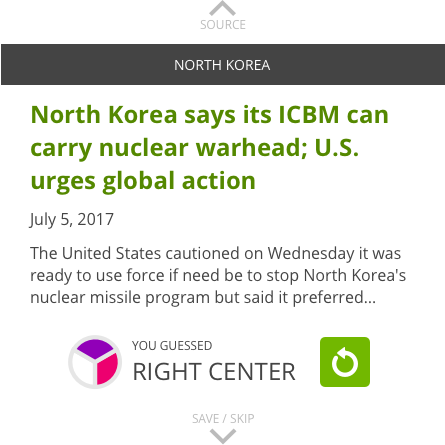 SOURCE
NORTH KOREA
North Korea says its ICBM can
carry nuclear warhead; U.S.
urges global action
July 5, 2017
The United States cautioned on Wednesday it was
ready to use force if need be to stop North Korea's
nuclear missile program but said it preferred...
YOU GUESSED
RIGHT CENTER
SAVE / SKIP